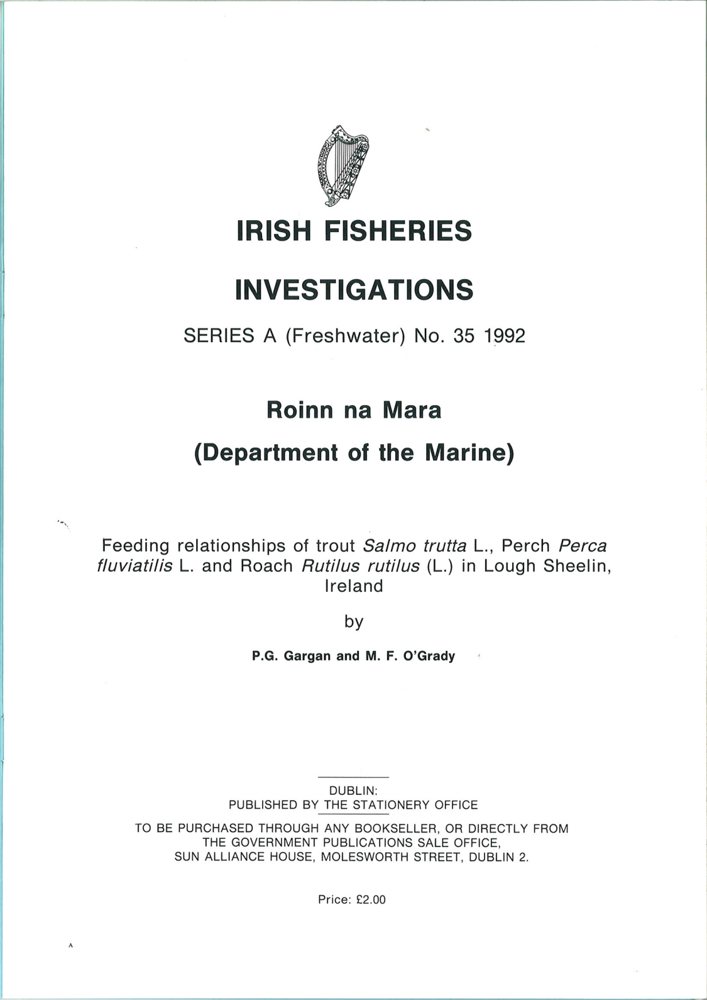 IRISH FISHERIES
INVESTIGATIONS
SERIES A (Freshwater) No. 35 1992
Roinn na Mara
(Department of the Marine)
Feeding relationships of trout Salmo trutta L., Perch Perca
fluviatilis L. and Roach Rutilus rutilus (L.) in Lough Sheelin,
Ireland
by
P.G. Gargan and M. F. O'Grady
DUBLIN:
PUBLISHED BY THE STATIONERY OFFICE
TO BE PURCHASED THROUGH ANY BOOKSELLER, OR DIRECTLY FROM
THE GOVERNMENT PUBLICATIONS SALE OFFICE,
SUN ALLIANCE HOUSE, MOLESWORTH STREET, DUBLIN 2.
Price: £2.00
A